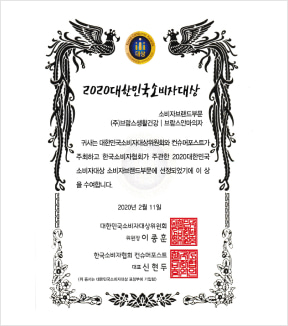 대상
2020대한민국소비자대상
소비자브랜드부문
(주)브람스생활건강 | 브람스안마의자
귀사는 대한민국소비자대상위원회와 컨슈머포스트가
주최하고 한국소비자협회가 주관한 2020대한민국
소비자대상 소비자브랜드부문에 선정되었기에 이 상
을 수여합니다.
2020년 2월 11일
대한민국소비자대상위원회
위원장 이 종 훈
한국소비자협회 컨슈머포스트
대표 신 현 두